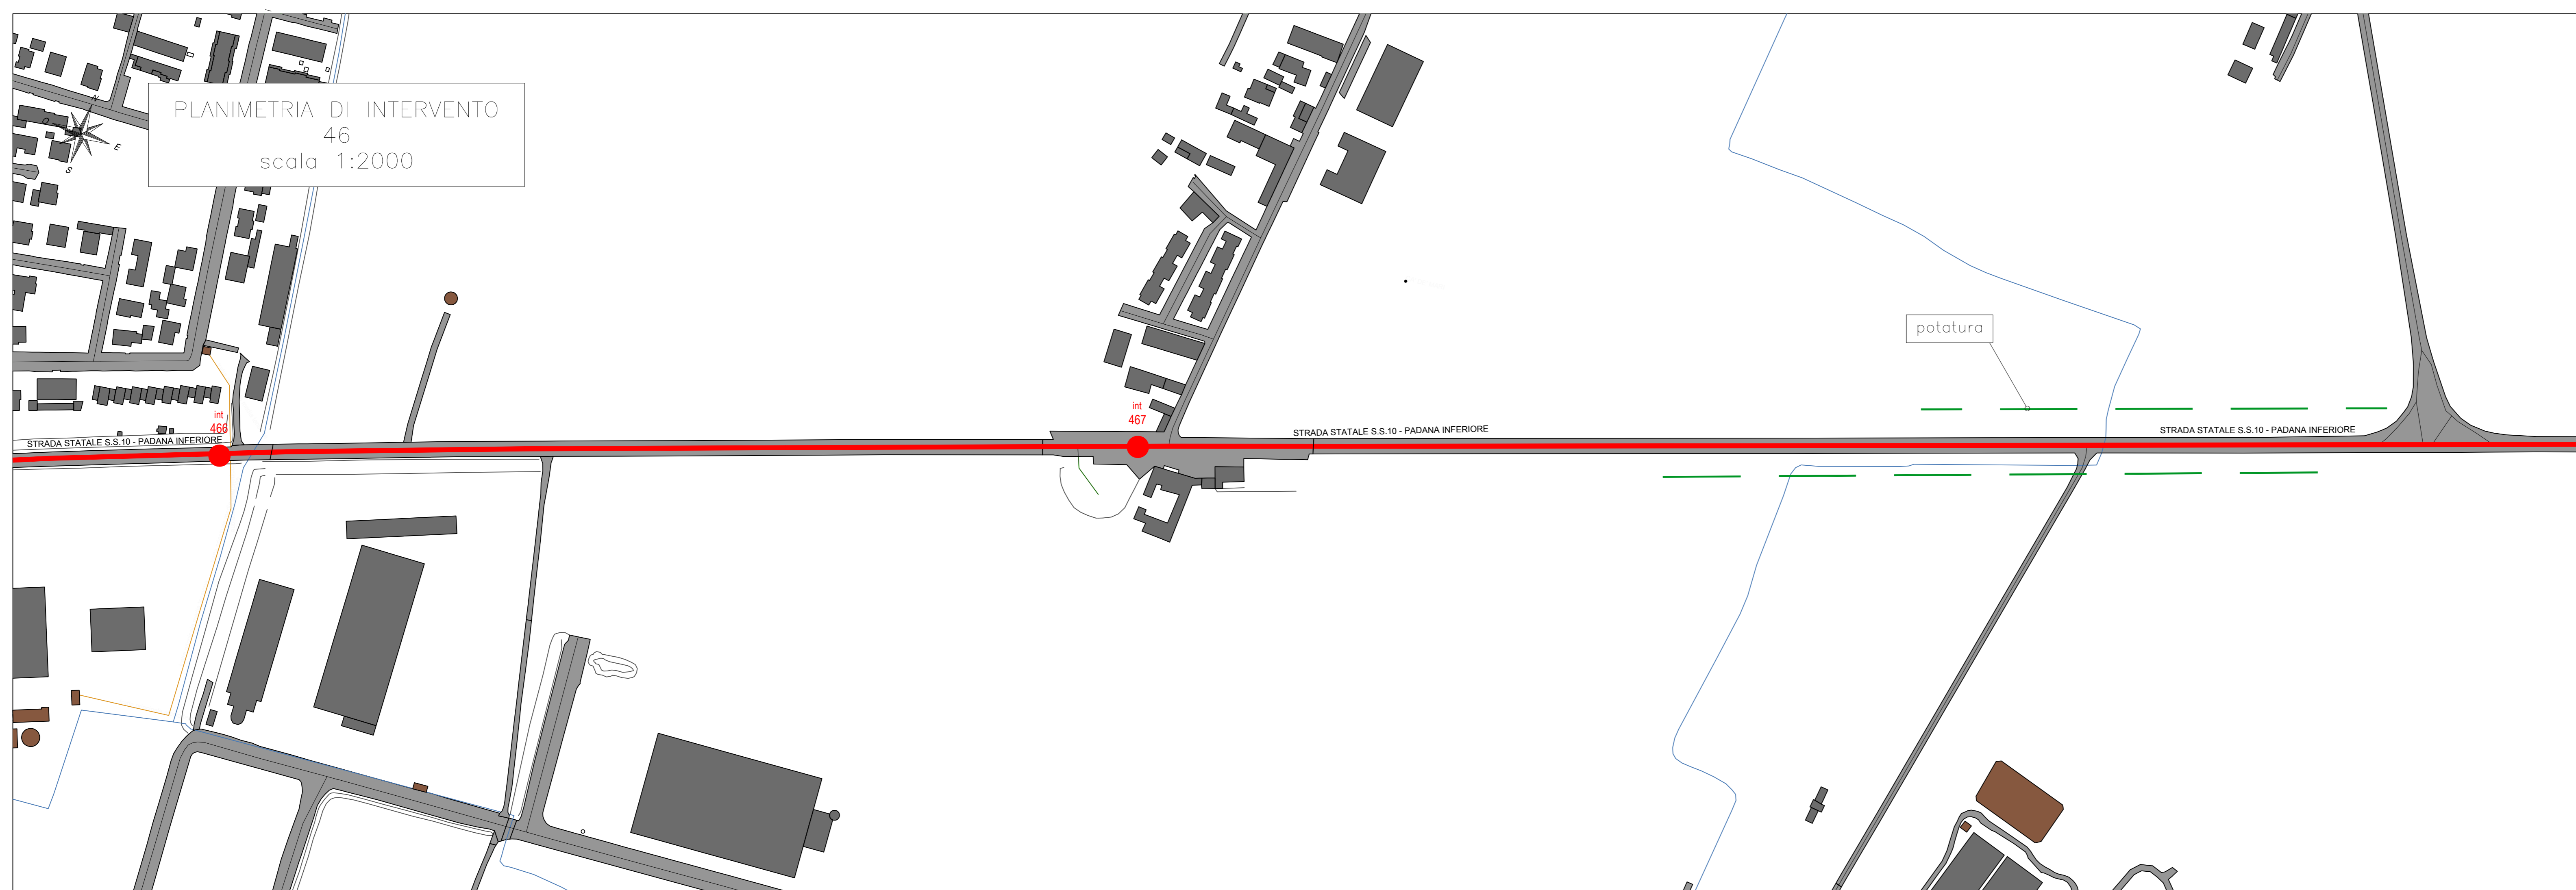 PLANIMETRIA DI INTERVENTO
46
scala 1:2000
N
O
E
S
potatura
int
466
int
467
STRADA STATALE S.S.10 - PADANA INFERIORE
STRADA STATALE S.S.10 - PADANA INFERIORE
STRADA STATALE S.S.10 - PADANA INFERIORE